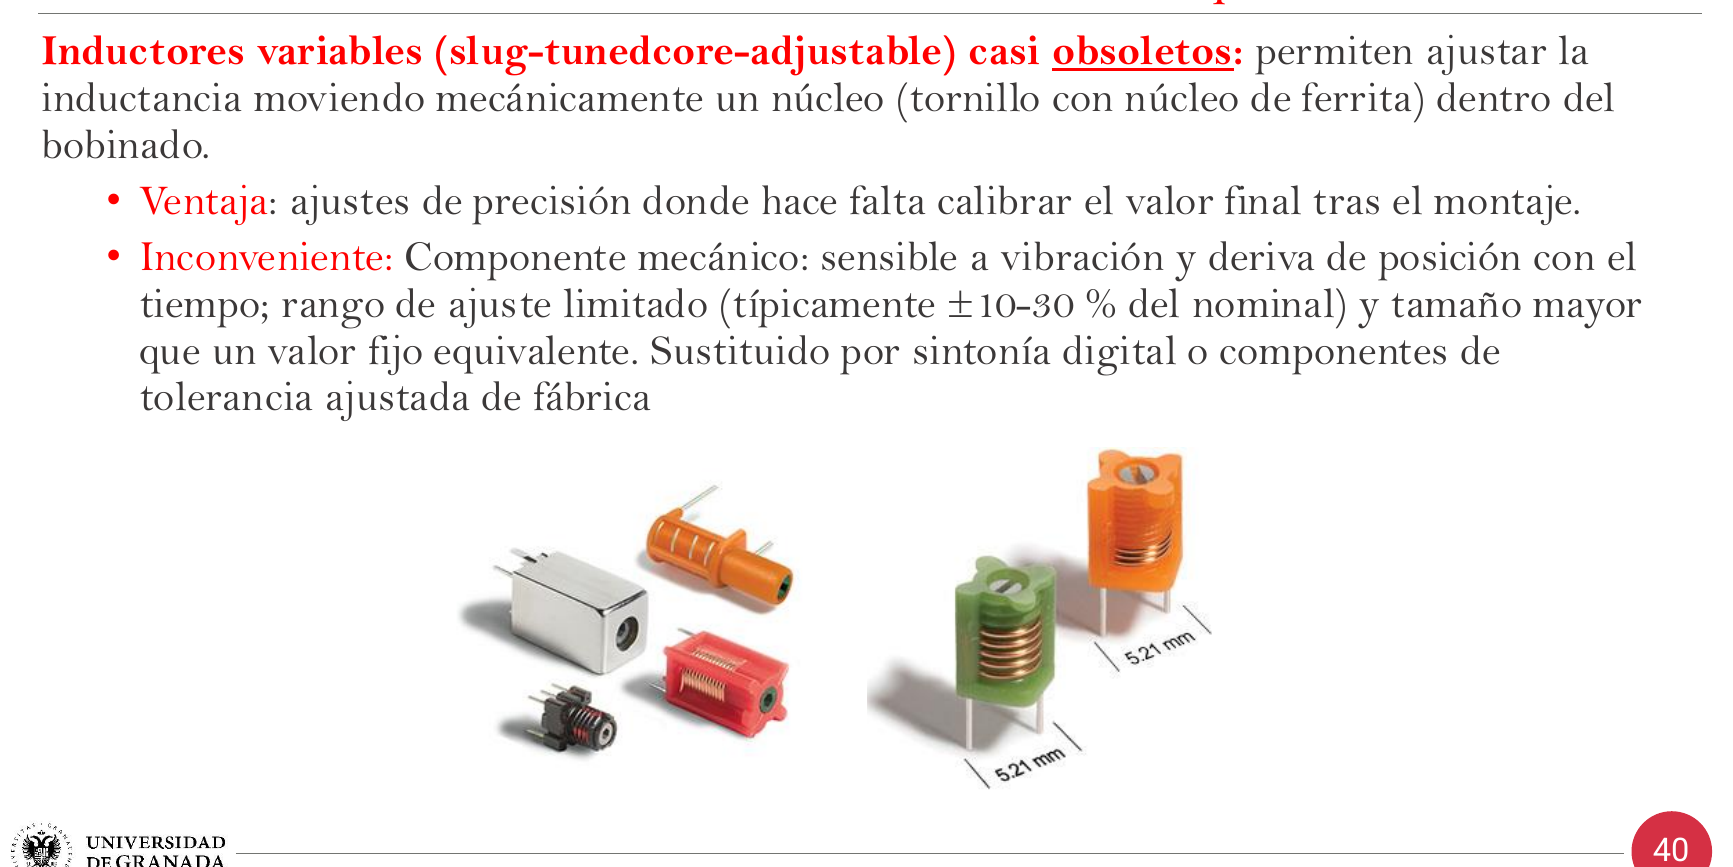 Inductores variables (slug-tunedcore-adjustable) casi obsoletos: permiten ajustar la
inductancia moviendo mecánicamente un núcleo (tornillo con núcleo de ferrita) dentro del
bobinado.
• Ventaja: ajustes de precisión donde hace falta calibrar el valor final tras el montaje.
• Inconveniente: Componente mecánico: sensible a vibración y deriva de posición con el
tiempo; rango de ajuste limitado (típicamente ±10-30 % del nominal) y tamaño mayor
que un valor fijo equivalente. Sustituido por sintonía digital o componentes de
tolerancia ajustada de fábrica
5.21 mm
5.21 mm
UNIVERSIDAD
DE GRANADA
40